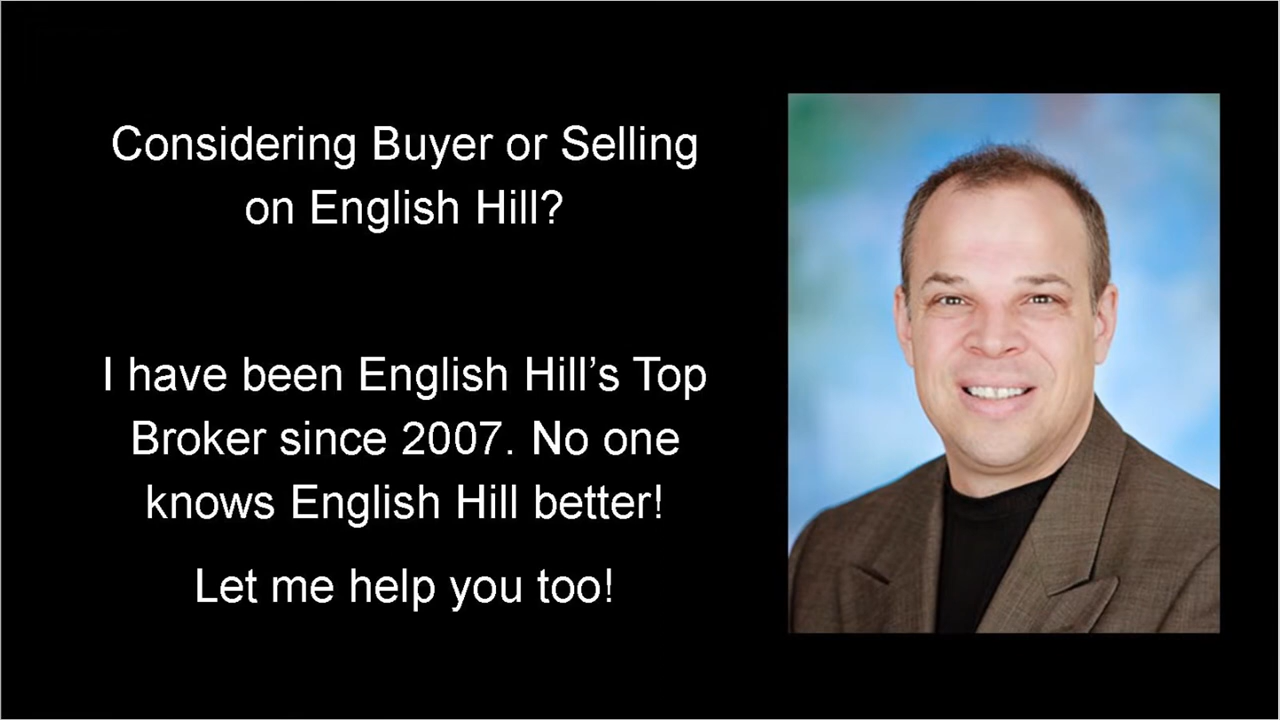 Considering Buyer or Selling
on English Hill?
I have been English Hill’s Top
Broker since 2007. No one
knows English Hill better!
Let me help you too!